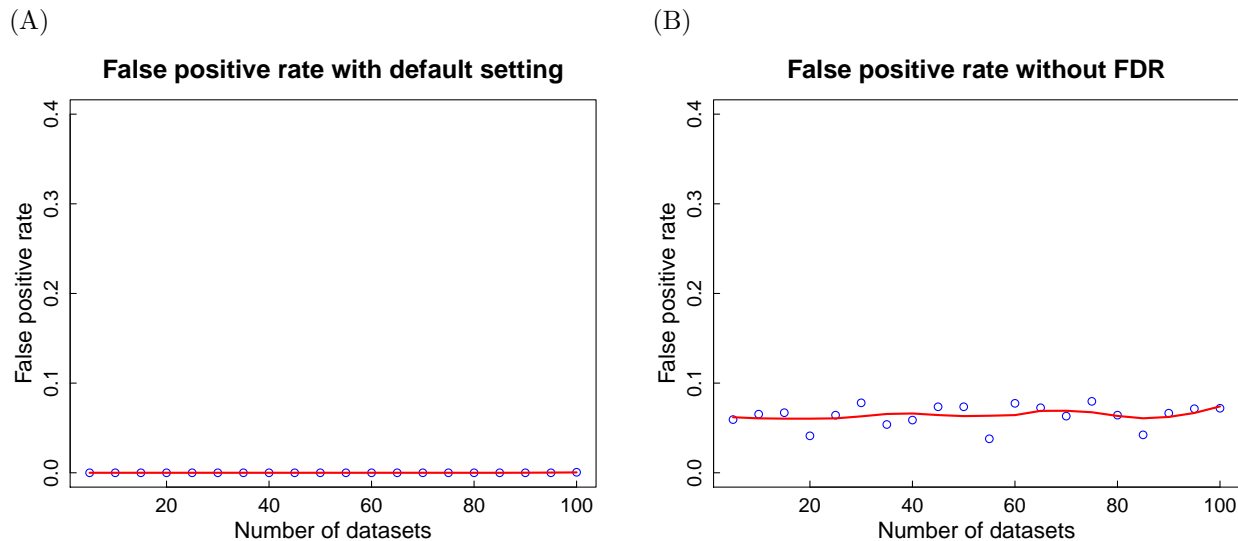 (A)
False positive rate with default setting
False positive rate
0.4
0.3
0.2
0.1
0.0
20 40 60 80 100
Number of datasets
(B)
False positive rate without FDR
False positive rate
0.4
0.3
0.2
0.1
0.0
20 40 60 80 100
Number of datasets